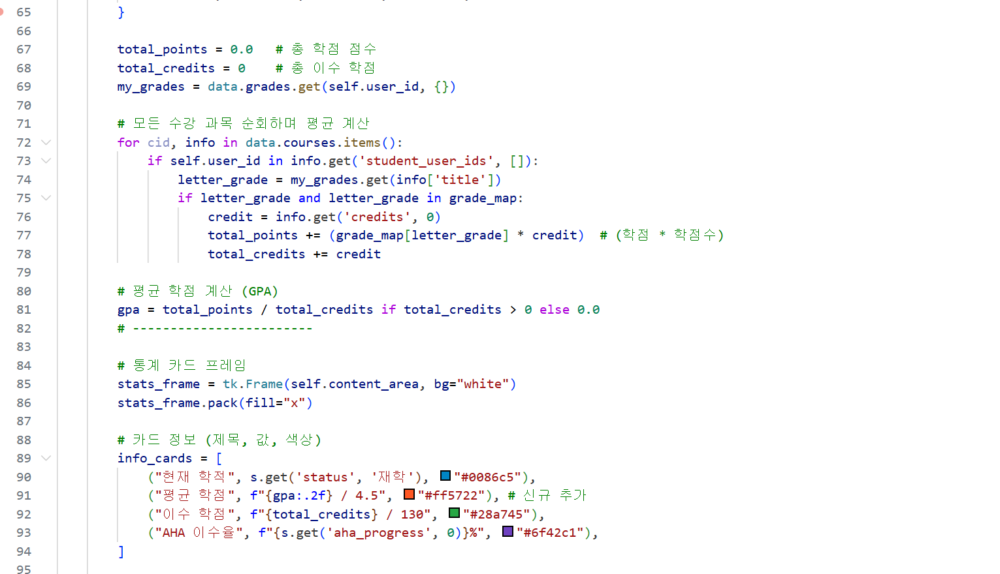 65 }
66
67 total_points = 0.0   # 총 학점 점수
68 total_credits = 0    # 총 이수 학점
69 my_grades = data.grades.get(self.user_id, {})
70
71 # 모든 수강 과목 순회하며 평균 계산
72 for cid, info in data.courses.items():
73     if self.user_id in info.get('student_user_ids', []):
74         letter_grade = my_grades.get(info['title'])
75         if letter_grade and letter_grade in grade_map:
76             credit = info.get('credits', 0)
77             total_points += (grade_map[letter_grade] * credit)  # (학점 * 학점수)
78             total_credits += credit
79
80 # 평균 학점 계산 (GPA)
81 gpa = total_points / total_credits if total_credits > 0 else 0.0
82 # ------------------------
83
84 # 통계 카드 프레임
85 stats_frame = tk.Frame(self.content_area, bg="white")
86 stats_frame.pack(fill="x")
87
88 # 카드 정보 (제목, 값, 색상)
89 info_cards = [
90     ("현재 학적", s.get('status', '재학'), "#0086c5"),
91     ("평균 학점", f"{gpa:.2f} / 4.5", "#ff5722"), # 신규 추가
92     ("이수 학점", f"{total_credits} / 130", "#28a745"),
93     ("AHA 이수율", f"{s.get('aha_progress', 0)}%", "#6f42c1"),
94 ]
95